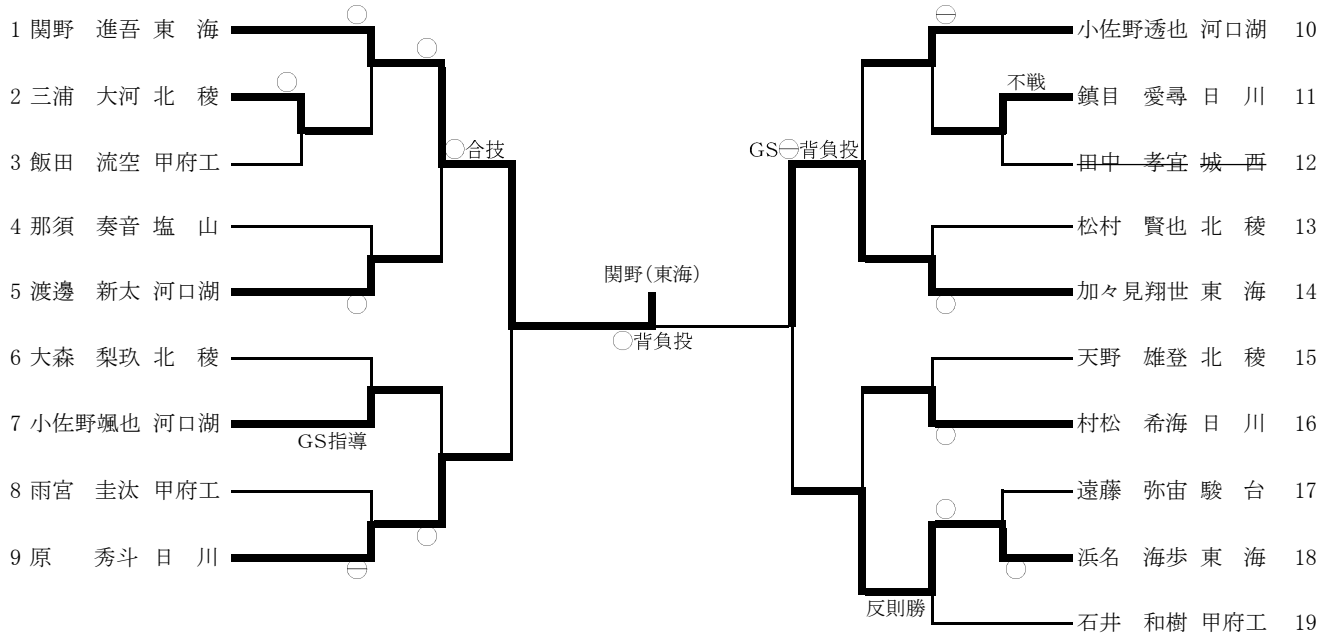 1 関野　進吾 東　海
2 三浦　大河 北　稜
3 飯田　流空 甲府工
4 那須　奏音 塩　山
5 渡邊　新太 河口湖
6 大森　梨玖 北　稜
7 小佐野颯也 河口湖
GS指導
8 雨宮　圭汰 甲府工
9 原　　秀斗 日　川
〇
〇
〇
〇合技
〇
〇
㊀
関野(東海)
〇背負投
㊀
不戦
GS㊀背負投
〇
〇
〇
〇
反則勝
小佐野透也 河口湖 10
鎮目　愛尋 日　川 11
田中　孝宜 城　西 12
松村　賢也 北　稜 13
加々見翔世 東　海 14
天野　雄登 北　稜 15
村松　希海 日　川 16
遠藤　弥宙 駿　台 17
浜名　海歩 東　海 18
石井　和樹 甲府工 19